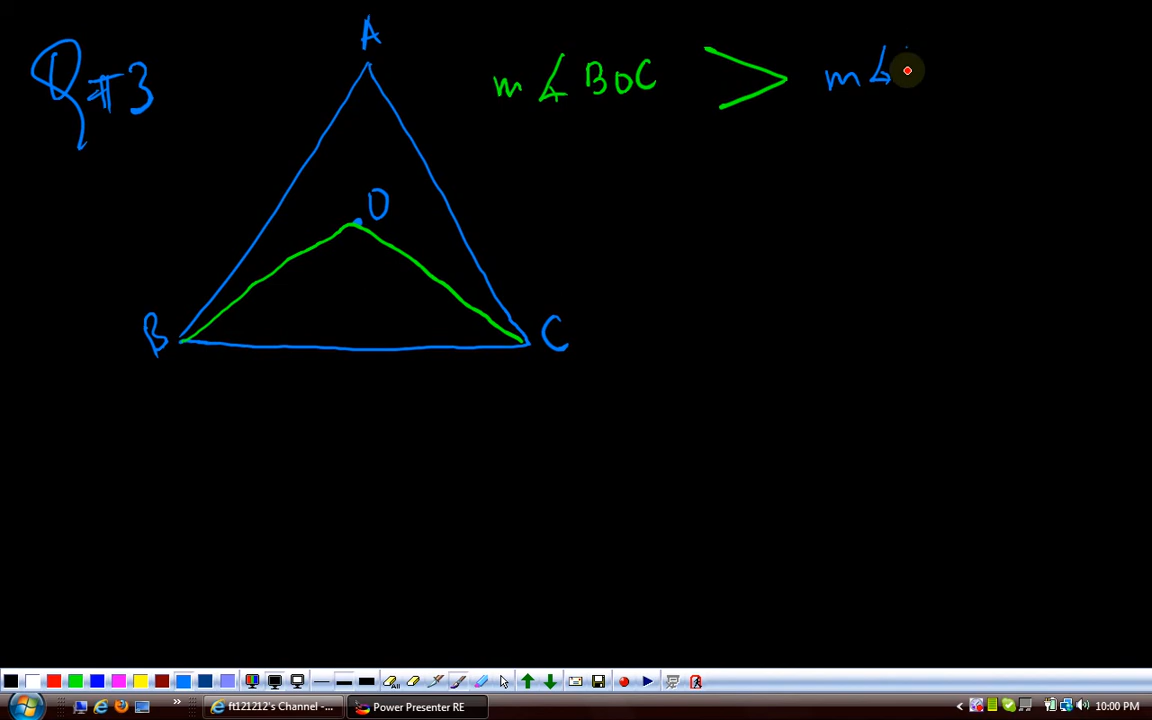 Q #3
A
m∡BOC > m∡
O
B
C
ft121212's Channel -...
Power Presenter RE
10:00 PM